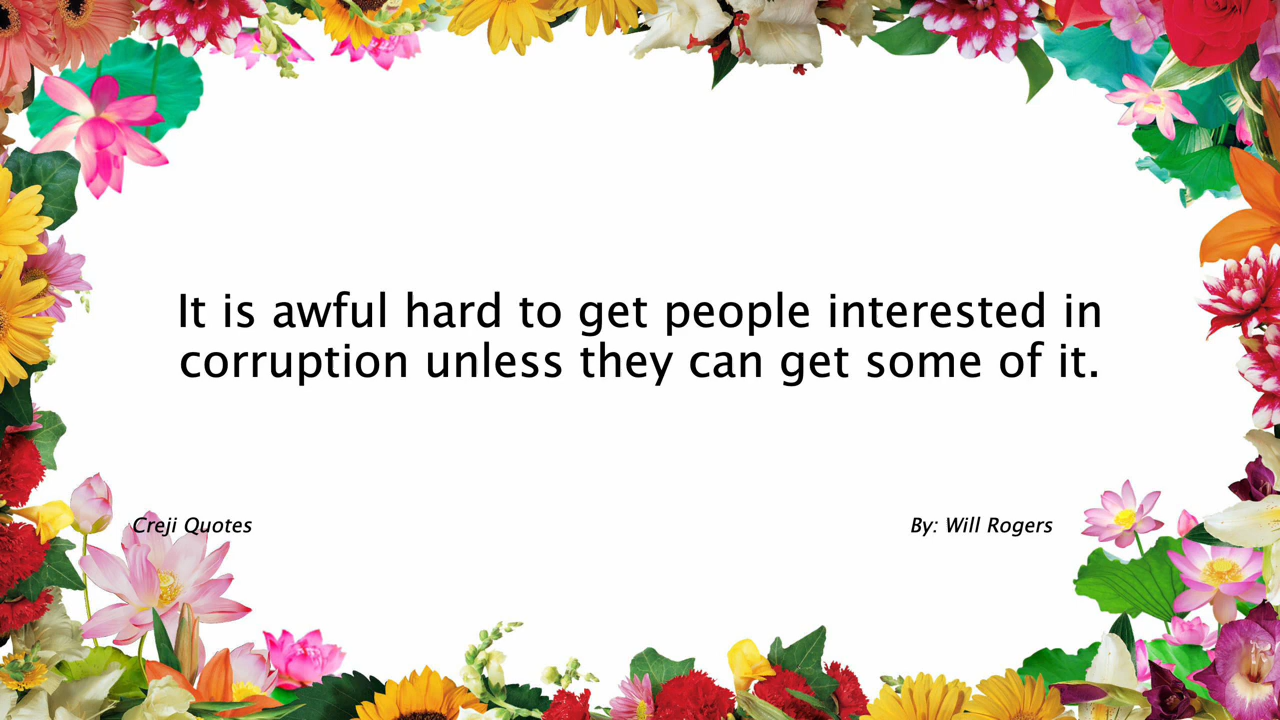 It is awful hard to get people interested in
corruption unless they can get some of it.
Creji Quotes
By: Will Rogers